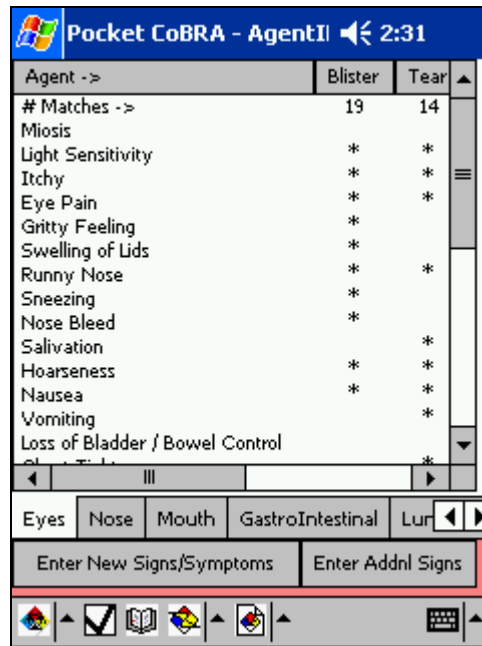 Pocket CoBRA - AgentI 2:31
Agent -> Blister Tear
# Matches -> 19 14
Miosis
Light Sensitivity * *
Itchy * *
Eye Pain * *
Gritty Feeling *
Swelling of Lids *
Runny Nose * *
Sneezing *
Nose Bleed *
Salivation *
Hoarseness * *
Nausea * *
Vomiting *
Loss of Bladder / Bowel Control
*
Eyes Nose Mouth GastroIntestinal Lun
Enter New Signs/Symptoms Enter Addnl Signs